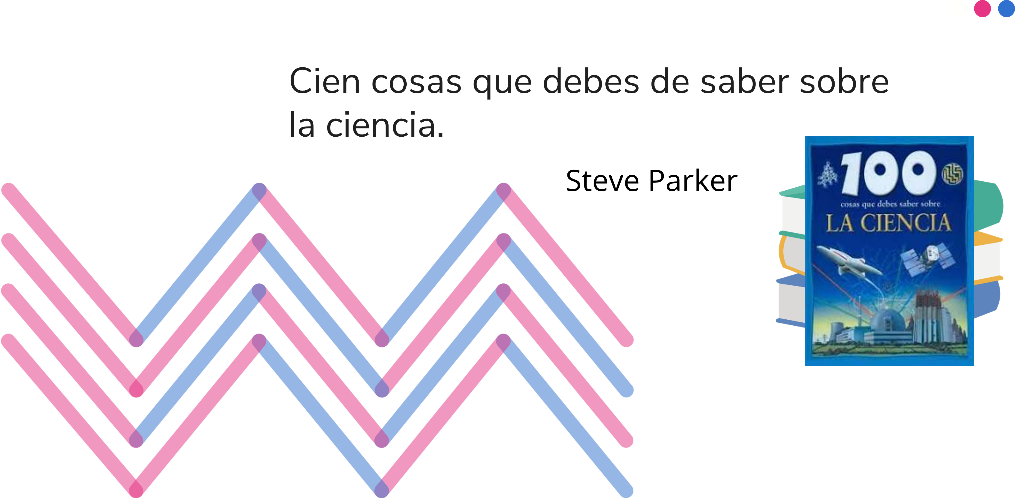 Cien cosas que debes de saber sobre
la ciencia.
Steve Parker
100
cosas que debes saber sobre
LA CIENCIA